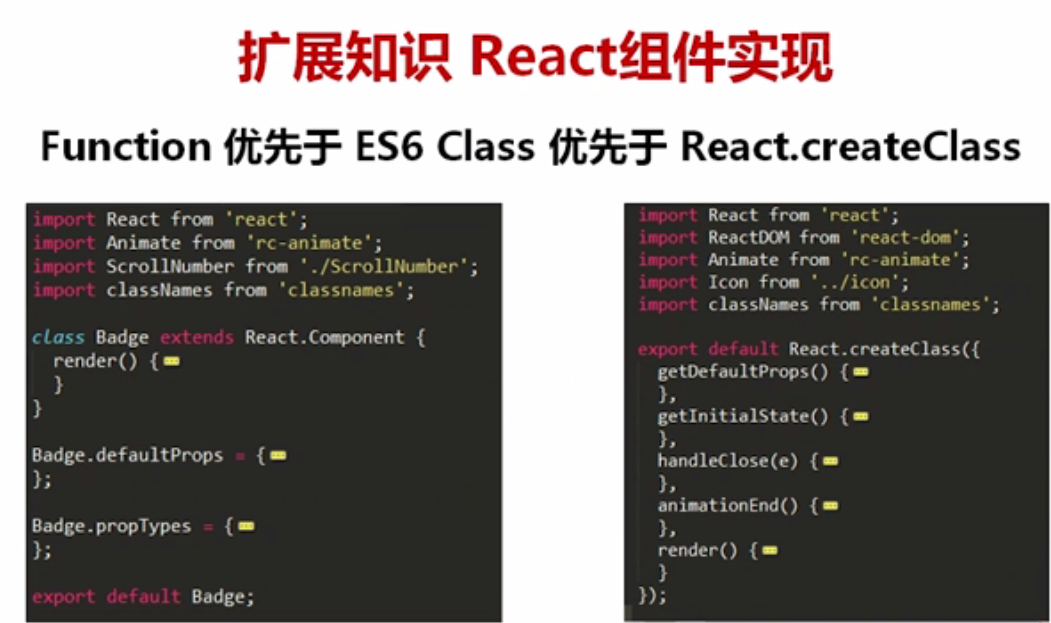 扩展知识 React组件实现
Function 优先于 ES6 Class 优先于 React.createClass
import React from 'react';
import Animate from 'rc-animate';
import ScrollNumber from './ScrollNumber';
import classNames from 'classnames';
class Badge extends React.Component {
render() {
}
}
Badge.defaultProps = {
};
Badge.propTypes = {
};
export default Badge;
import React from 'react';
import ReactDOM from 'react-dom';
import Animate from 'rc-animate';
import Icon from '../icon';
import classNames from 'classnames';
export default React.createClass({
getDefaultProps() {
},
getInitialState() {
},
handleClose(e) {
},
animationEnd() {
},
render() {
}
});